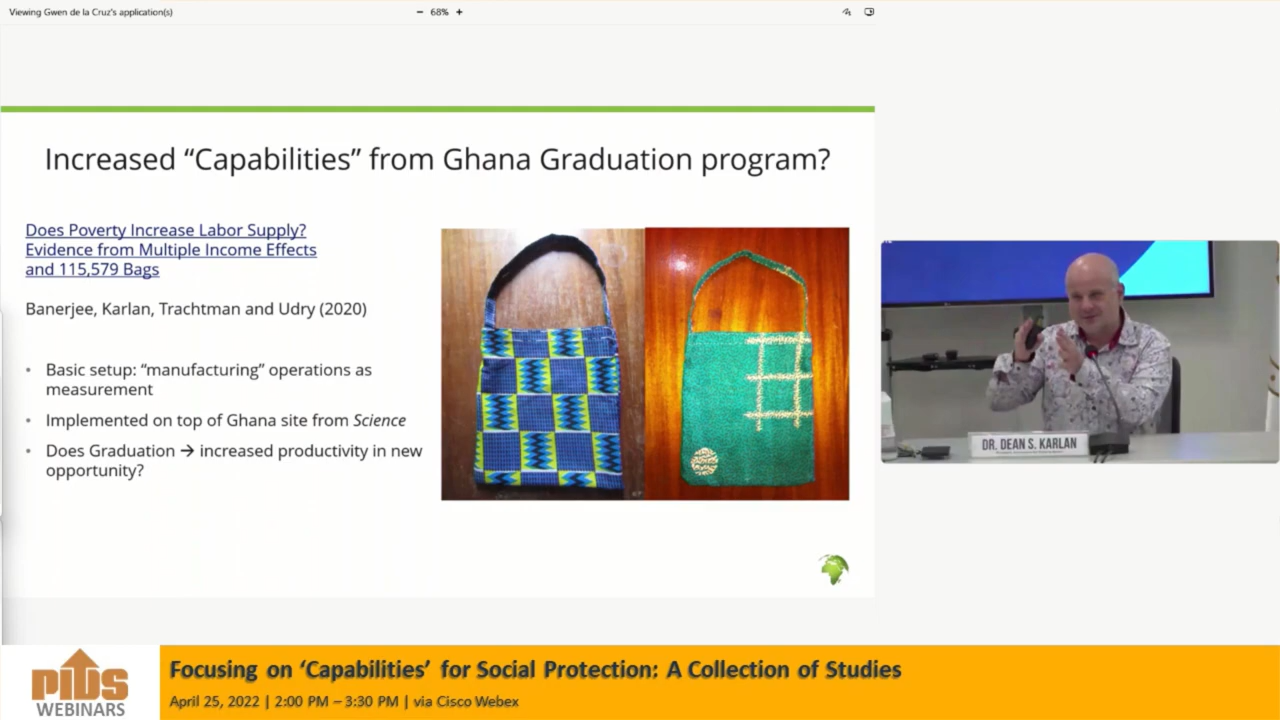 Viewing Gwen de la Cruz's application(s)
− 68% +
Increased “Capabilities” from Ghana Graduation program?
Does Poverty Increase Labor Supply?
Evidence from Multiple Income Effects
and 115,579 Bags
Banerjee, Karlan, Trachtman and Udry (2020)
• Basic setup: “manufacturing” operations as
measurement
• Implemented on top of Ghana site from Science
• Does Graduation → increased productivity in new
opportunity?
DR. DEAN S. KARLAN
PIDS
WEBINARS
Focusing on ‘Capabilities’ for Social Protection: A Collection of Studies
April 25, 2022 | 2:00 PM – 3:30 PM | via Cisco Webex